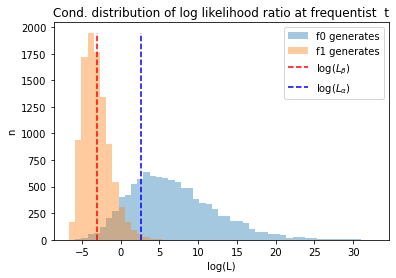 Cond. distribution of log likelihood ratio at frequentist  t
f0 generates
f1 generates
log(L_β)
log(L_α)
2000
1750
1500
1250
1000
750
500
250
0
n
−5 0 5 10 15 20 25 30
log(L)